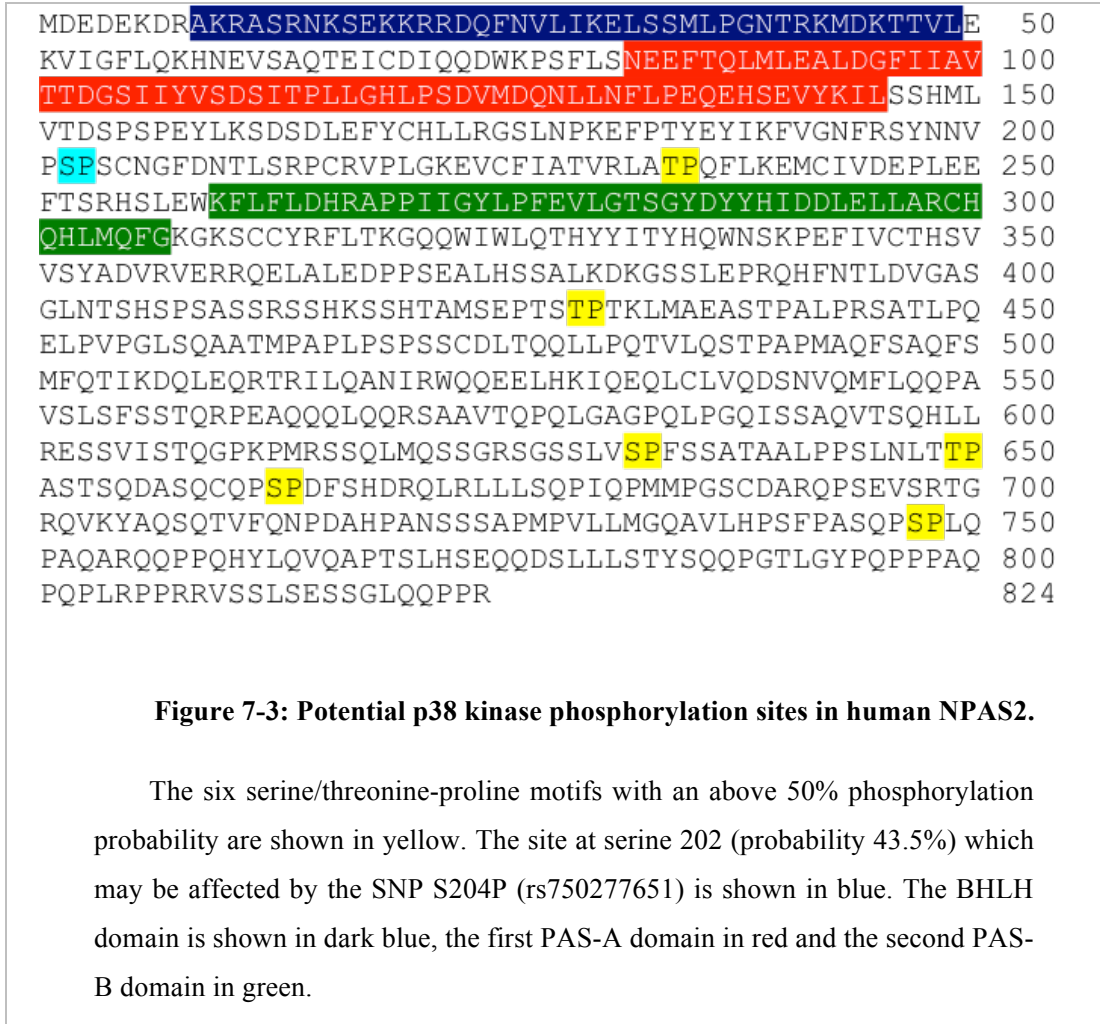 MDEDEKDRAKRASRNKSEKKRRDQFNVLIKELSSMLPGNTRKMDKTTVLE 50
KVIGFLQKHNEVSAQTEICDIQQDWKPSFLSNEEFTQLMLEALDGFIIAV 100
TTDGSIIYVSDSITPLLGHLPSDVMDQNLLNFLPEQEHSEVYKILSSHML 150
VTDSPSPEYLKSDSDLEFYCHLLRGSLNPKEFPTYEYIKFVGNFRSYNNV 200
PSPSCNGFDNTLSRPCRVPLGKEVCFIATVRLATPQFLKEMCIVDEPLEE 250
FTSRHSLEWKFLFLDHRAPPIIGYLPFEVLGTSGYDYYHIDDLELLARCH 300
QHLMQFGKGKSCCYRFLTKGQQWIWLQTHYYITYHQWNSKPEFIVCTHSV 350
VSYADVRVERRQELALEDPPSEALHSSALKDKGSSLEPRQHFNTLDVGAS 400
GLNTSHSPSASSRSSHKSSHTAMSEPTSTPTKLMAEASTPALPRSATLPQ 450
ELPVPGLSQAATMPAPLPSPSSCDLTQQLLPQTVLQSTPAPMAQFSAQFS 500
MFQTIKDQLEQRTRILQANIRWQQEELHKIQEQLCLVQDSNVQMFLQQPA 550
VSLSFSSTQRPEAQQQLQQRSAAVTQPQLGAGPQLPGQISSAQVTSQHLL 600
RESSVISTQGPKPMRSSQLMQSSGRSGSSLVSPFSSATAALPPSLNLTTP 650
ASTSQDASQCQPSPDFSHDRQLRLLLSQPIQPMMPGSCDARQPSEVSRTG 700
RQVKYAQSQTVFQNPDAHPANSSSAPMPVLLMGQAVLHPSFPASQPSPLQ 750
PAQARQQPPQHYLQVQAPTSLHSEQQDSLLLSTYSQQPGTLGYPQPPPAQ 800
PQPLRPPRRVSSLSESSGLQQPPR 824
Figure 7-3: Potential p38 kinase phosphorylation sites in human NPAS2.
The six serine/threonine-proline motifs with an above 50% phosphorylation
probability are shown in yellow. The site at serine 202 (probability 43.5%) which
may be affected by the SNP S204P (rs750277651) is shown in blue. The BHLH
domain is shown in dark blue, the first PAS-A domain in red and the second PAS-
B domain in green.